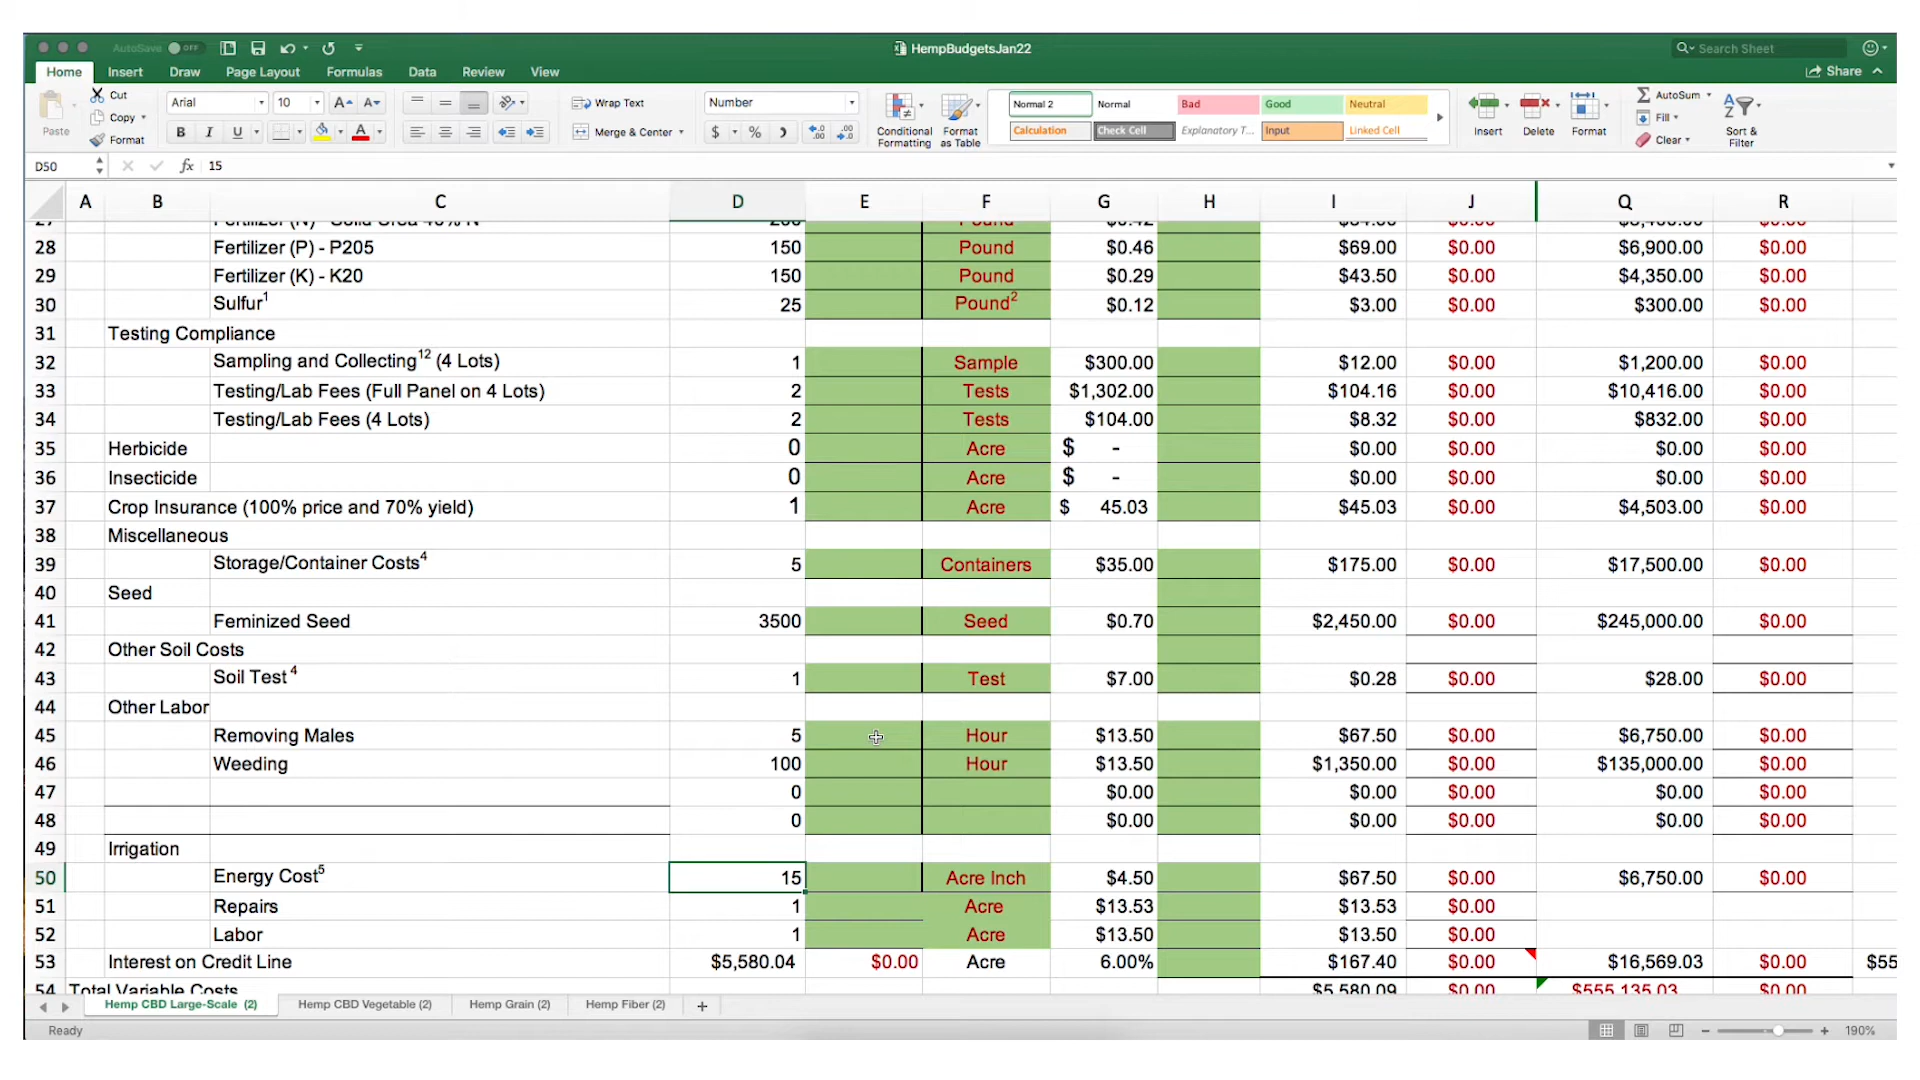 AutoSave OFF HempBudgetsJan22 Search Sheet
Home Insert Draw Page Layout Formulas Data Review View Share
Paste Cut Copy Format Arial 10 A A Wrap Text Number Conditional Formatting Format as Table Normal 2 Normal Bad Good Neutral Insert Delete Format AutoSum Fill Clear Sort & Filter
B I U A Merge & Center $ % Calculation Check Cell Explanatory T... Input Linked Cell
D50 fx 15
A B C D E F G H I J Q R
28 Fertilizer (P) - P205 150 Pound $0.46 $69.00 $0.00 $6,900.00 $0.00
29 Fertilizer (K) - K20 150 Pound $0.29 $43.50 $0.00 $4,350.00 $0.00
30 Sulfur1 25 Pound2 $0.12 $3.00 $0.00 $300.00 $0.00
31 Testing Compliance
32 Sampling and Collecting12 (4 Lots) 1 Sample $300.00 $12.00 $0.00 $1,200.00 $0.00
33 Testing/Lab Fees (Full Panel on 4 Lots) 2 Tests $1,302.00 $104.16 $0.00 $10,416.00 $0.00
34 Testing/Lab Fees (4 Lots) 2 Tests $104.00 $8.32 $0.00 $832.00 $0.00
35 Herbicide 0 Acre $ - $0.00 $0.00 $0.00 $0.00
36 Insecticide 0 Acre $ - $0.00 $0.00 $0.00 $0.00
37 Crop Insurance (100% price and 70% yield) 1 Acre $ 45.03 $45.03 $0.00 $4,503.00 $0.00
38 Miscellaneous
39 Storage/Container Costs4 5 Containers $35.00 $175.00 $0.00 $17,500.00 $0.00
40 Seed
41 Feminized Seed 3500 Seed $0.70 $2,450.00 $0.00 $245,000.00 $0.00
42 Other Soil Costs
43 Soil Test 4 1 Test $7.00 $0.28 $0.00 $28.00 $0.00
44 Other Labor
45 Removing Males 5 Hour $13.50 $67.50 $0.00 $6,750.00 $0.00
46 Weeding 100 Hour $13.50 $1,350.00 $0.00 $135,000.00 $0.00
47 0 $0.00 $0.00 $0.00 $0.00 $0.00
48 0 $0.00 $0.00 $0.00 $0.00 $0.00
49 Irrigation
50 Energy Cost5 15 Acre Inch $4.50 $67.50 $0.00 $6,750.00 $0.00
51 Repairs 1 Acre $13.53 $13.53 $0.00
52 Labor 1 Acre $13.50 $13.50 $0.00
53 Interest on Credit Line $5,580.04 $0.00 Acre 6.00% $167.40 $0.00 $16,569.03 $0.00 $55
54 Total Variable Costs $5,580.09 $0.00 $555,135.03 $0.00
Hemp CBD Large-Scale (2) Hemp CBD Vegetable (2) Hemp Grain (2) Hemp Fiber (2) +
Ready 190%